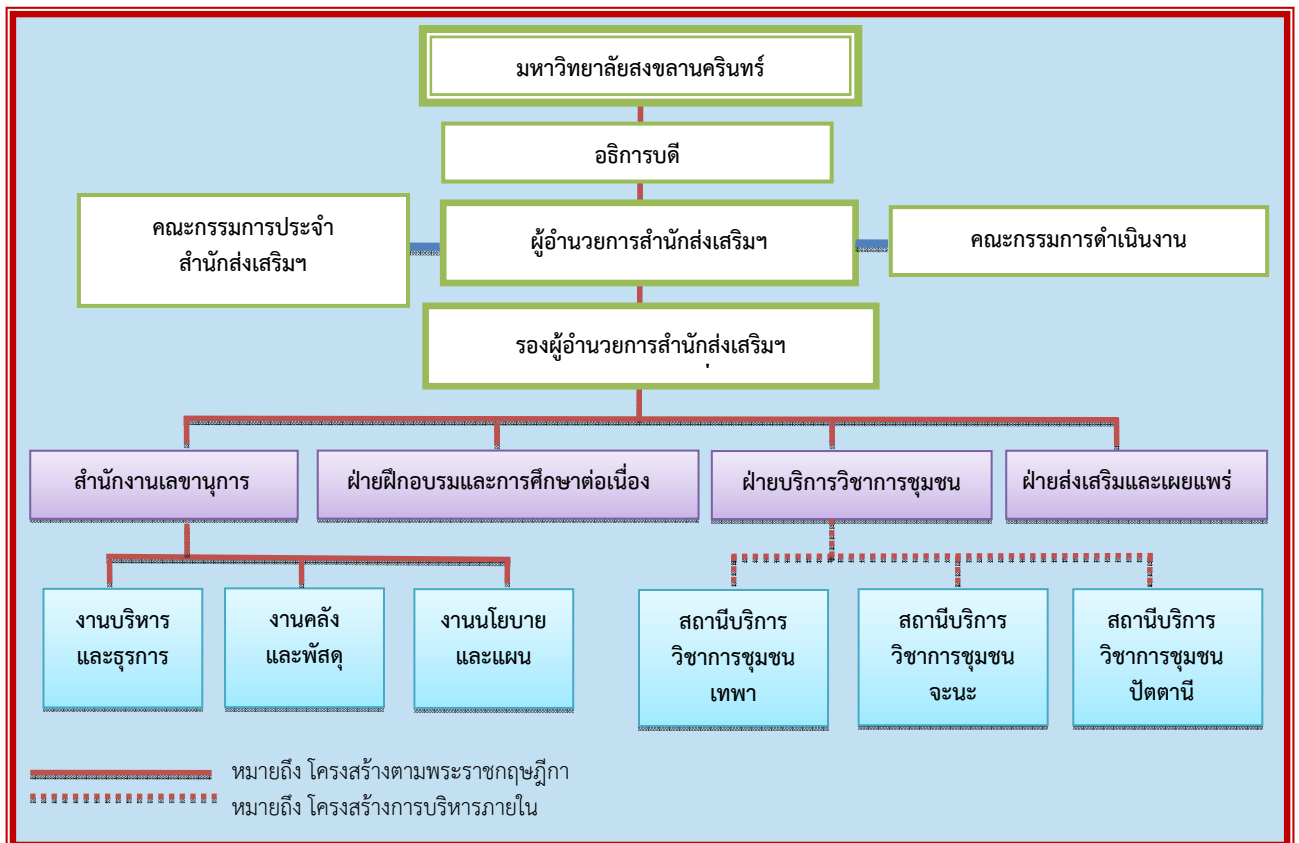 มหาวิทยาลัยสงขลานครินทร์
อธิการบดี
คณะกรรมการประจำ
สำนักส่งเสริมฯ
ผู้อำนวยการสำนักส่งเสริมฯ
คณะกรรมการดำเนินงาน
รองผู้อำนวยการสำนักส่งเสริมฯ
สำนักงานเลขานุการ
ฝ่ายฝึกอบรมและการศึกษาต่อเนื่อง
ฝ่ายบริการวิชาการชุมชน
ฝ่ายส่งเสริมและเผยแพร่
งานบริหาร
และธุรการ
งานคลัง
และพัสดุ
งานนโยบาย
และแผน
สถานีบริการ
วิชาการชุมชน
เทพา
สถานีบริการ
วิชาการชุมชน
จะนะ
สถานีบริการ
วิชาการชุมชน
ปัตตานี
หมายถึง โครงสร้างตามพระราชกฤษฎีกา
หมายถึง โครงสร้างการบริหารภายใน